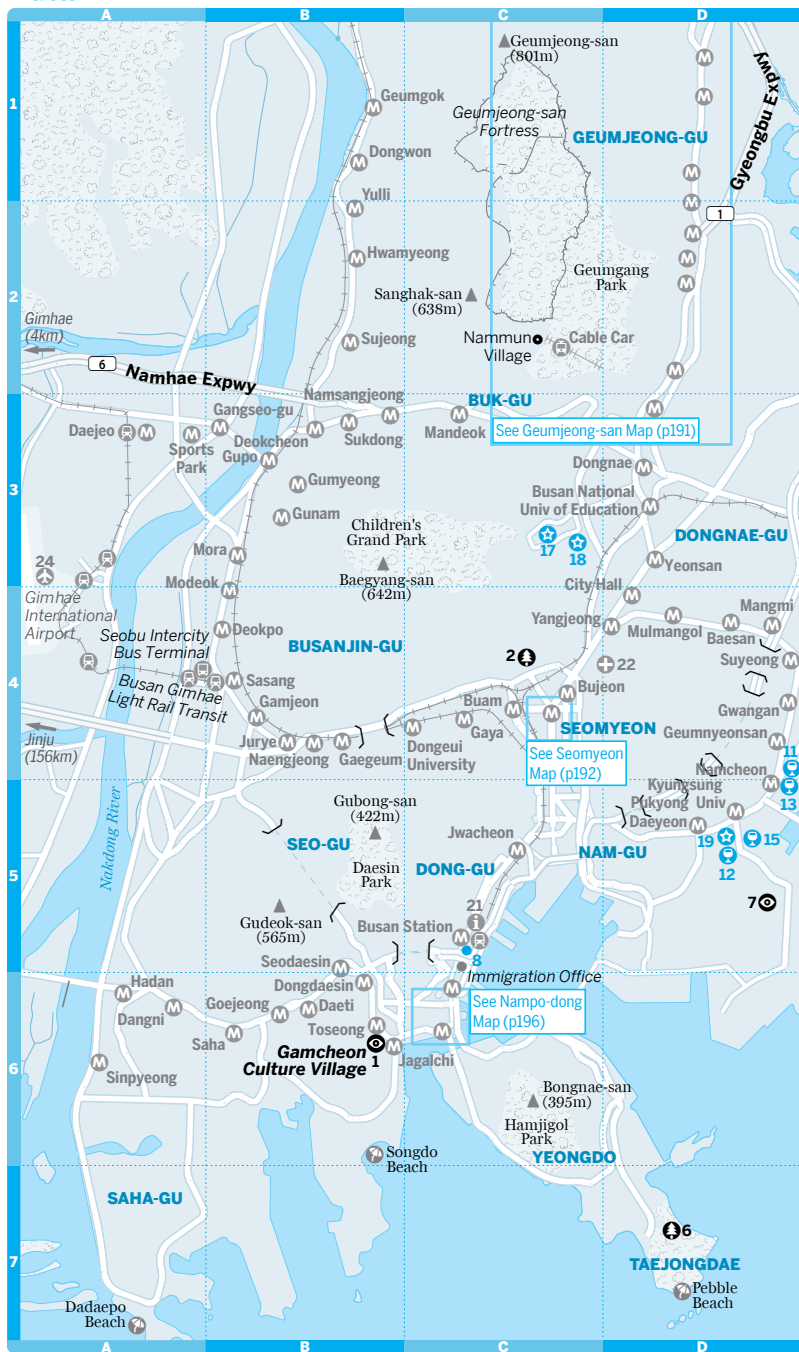 A
B
C
D
1
Geumjeong-san
(801m)
Geumgok
Geumjeong-san
Fortress
GEUMJEONG-GU
Gyeongbu Expwy
Dongwon
Yulli
1
2
Hwamyeong
Geumgang
Park
Sanghak-san
(638m)
Gimhae
(4km)
Sujeong
Nammun
Village
Cable Car
6
Namhae Expwy
Namsangjeong
BUK-GU
Gangseo-gu
Daejeo
Deokcheon
Sukdong
Mandeok
See Geumjeong-san Map (p191)
Sports
Park
Gupo
Dongnae
3
Gumyeong
Busan National
Univ of Education
Gunam
Children's
Grand Park
17
18
DONGNAE-GU
Mora
Yeonsan
24
Baegyang-san
(642m)
Modeok
City Hall
Gimhae
International
Airport
Mangmi
Deokpo
Yangjeong
Mulmangol
Baesan
Seobu Intercity
Bus Terminal
BUSANJIN-GU
2
22
Suyeong
4
Sasang
Busan Gimhae
Light Rail Transit
Bujeon
Gamjeon
Buam
Gwangan
SEOMYEON
Jinju
(156km)
Gaya
Geumnyeonsan
Jurye
Naengjeong
Gaegeum
Dongeui
University
See Seomyeon
Map (p192)
11
Namcheon
Kyungsung
Pukyong Univ
13
Nakdong River
Gubong-san
(422m)
Daeyeon
SEO-GU
Jwacheon
NAM-GU
19
15
12
5
Daesin
Park
DONG-GU
7
Gudeok-san
(565m)
21
Busan Station
8
Seodaesin
Immigration Office
Hadan
Dongdaesin
See Nampo-dong
Map (p196)
Dangni
Goejeong
Daeti
Saha
Toseong
Gamcheon
Culture Village
1
Jagalchi
6
Sinpyeong
Bongnae-san
(395m)
Hamjigol
Park
Songdo
Beach
YEONGDO
SAHA-GU
6
7
TAEJONGDAE
Pebble
Beach
Dadaepo
Beach
A
B
C
D